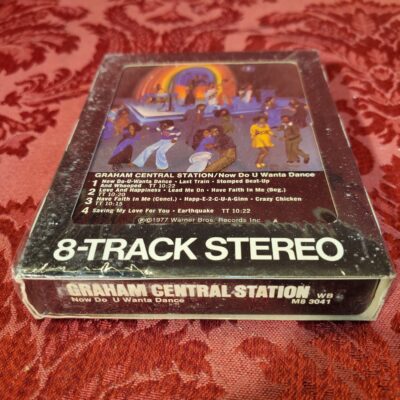 GRAHAM CENTRAL STATION/Now Do U Wanta Dance
1 Now Do-U-Wanta Dance - Last Train - Stomped Beat-Up
And Whooped TT 10:22
2 Love And Happiness - Lead Me On - Have Faith In Me (Beg.)
TT 10:20
3 Have Faith In Me (Concl.) - Happ-E-2-C-U-A-Ginn - Crazy Chicken
TT 10:15
4 Saving My Love For You - Earthquake TT 10:22
℗©1977 Warner Bros. Records Inc.
8-TRACK STEREO
GRAHAM CENTRAL STATION WB
Now Do U Wanta Dance M8 3041